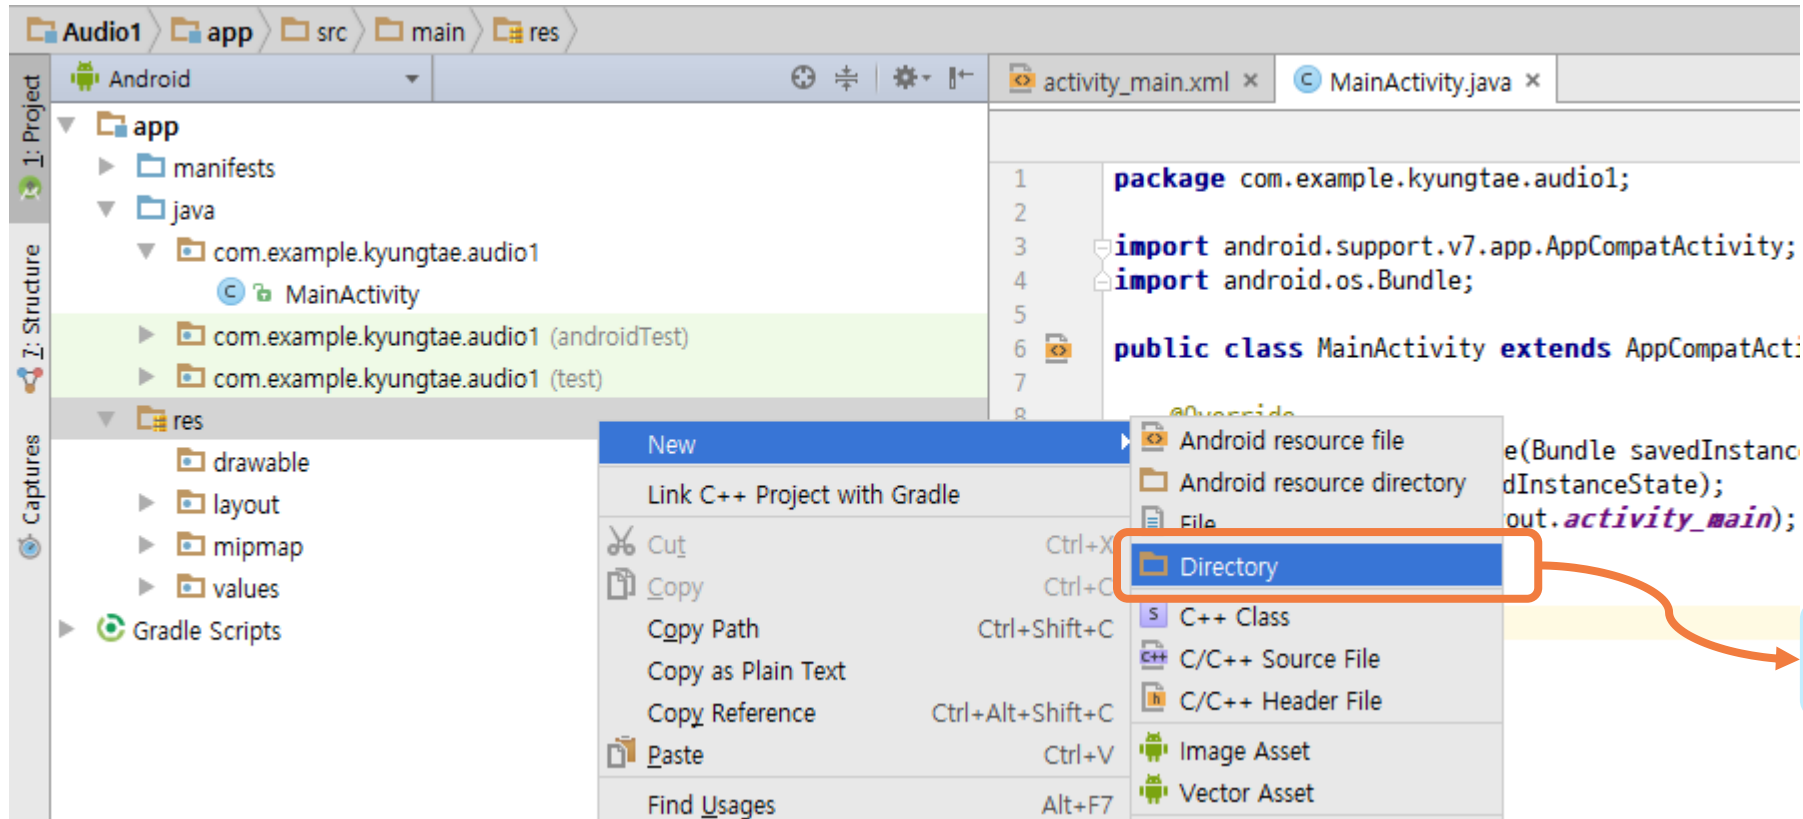 Audio1 app src main res
Android
activity_main.xml
MainActivity.java
1: Project
7: Structure
Captures
app
manifests
java
com.example.kyungtae.audio1
MainActivity
com.example.kyungtae.audio1 (androidTest)
com.example.kyungtae.audio1 (test)
res
drawable
layout
mipmap
values
Gradle Scripts
1 package com.example.kyungtae.audio1;
2
3 import android.support.v7.app.AppCompatActivity;
4 import android.os.Bundle;
5
6 public class MainActivity extends AppCompatActi
7
8 @Override
e(Bundle savedInstanc
dInstanceState);
out.activity_main);
New
Link C++ Project with Gradle
Cut Ctrl+X
Copy Ctrl+C
Copy Path Ctrl+Shift+C
Copy as Plain Text
Copy Reference Ctrl+Alt+Shift+C
Paste Ctrl+V
Find Usages Alt+F7
Android resource file
Android resource directory
File
Directory
S C++ Class
C++ C/C++ Source File
h C/C++ Header File
Image Asset
Vector Asset